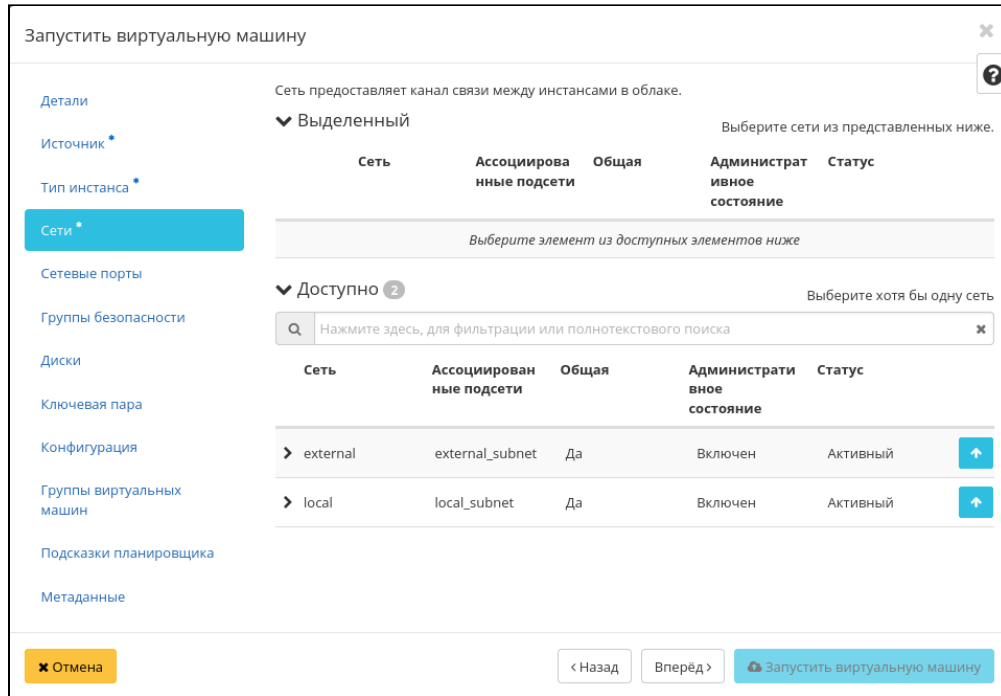 Запустить виртуальную машину
Детали
Источник *
Тип инстанса *
Сети *
Сетевые порты
Группы безопасности
Диски
Ключевая пара
Конфигурация
Группы виртуальных
машин
Подсказки планировщика
Метаданные
Сеть предоставляет канал связи между инстансами в облаке.
Выделенный
Выберите сети из представленных ниже.
Сеть Ассоциирова Общая Администрат Статус
нные подсети ивное
состояние
Выберите элемент из доступных элементов ниже
Доступно 2
Выберите хотя бы одну сеть
Нажмите здесь, для фильтрации или полнотекстового поиска
Сеть Ассоциирован Общая Администрати Статус
ные подсети вное
состояние
external external_subnet Да Включен Активный
local local_subnet Да Включен Активный
Отмена
< Назад Вперёд > Запустить виртуальную машину